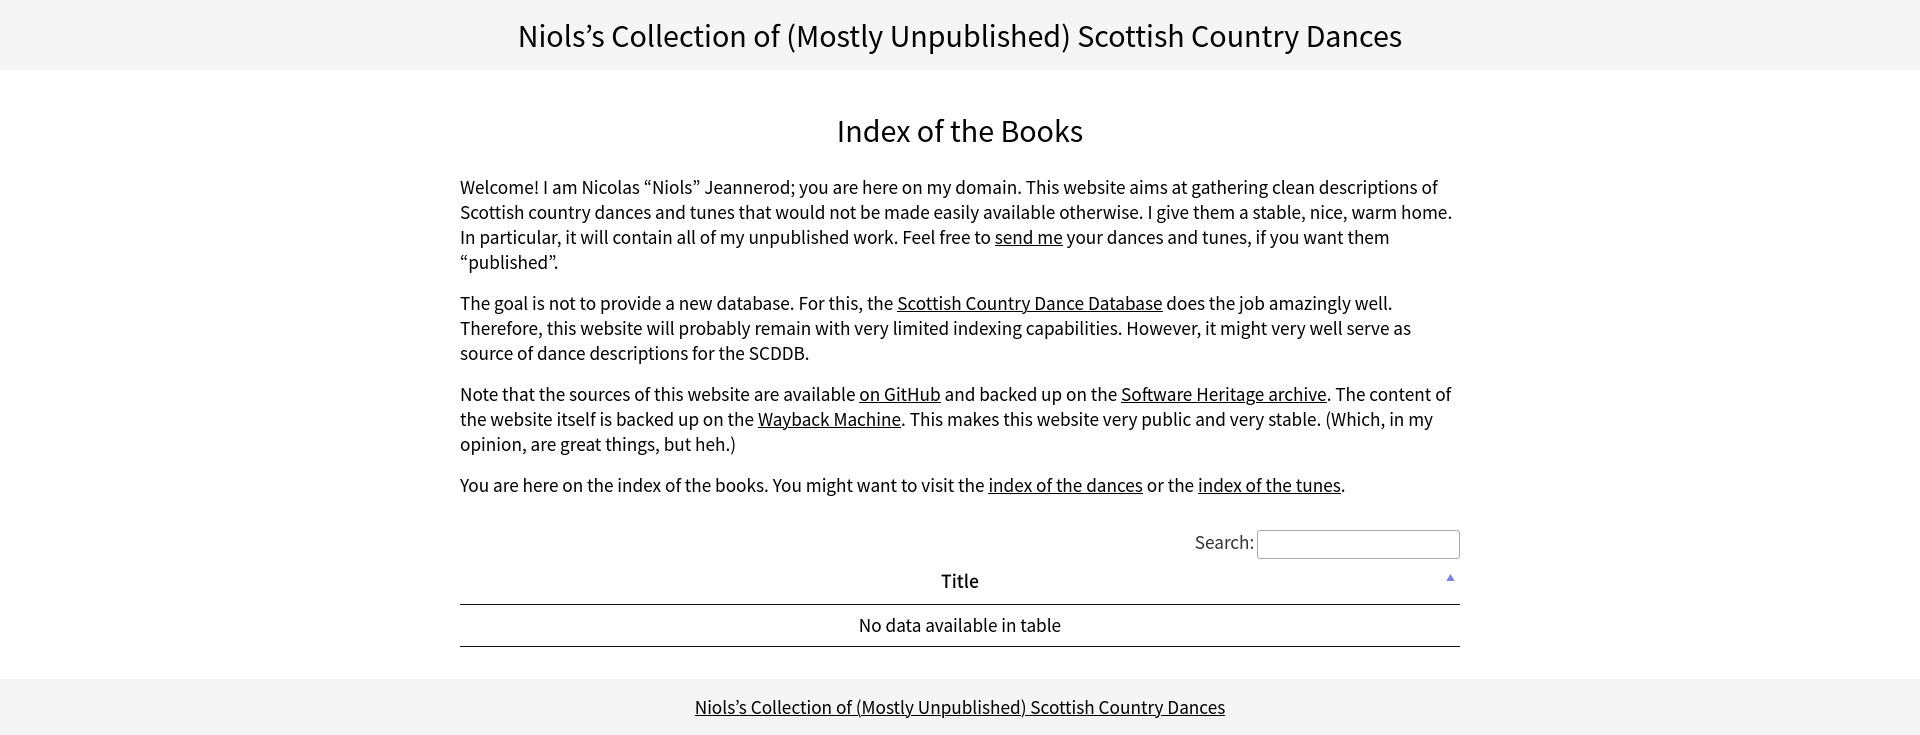 Niols’s Collection of (Mostly Unpublished) Scottish Country Dances
Index of the Books
Welcome! I am Nicolas “Niols” Jeannerod; you are here on my domain. This website aims at gathering clean descriptions of
Scottish country dances and tunes that would not be made easily available otherwise. I give them a stable, nice, warm home.
In particular, it will contain all of my unpublished work. Feel free to send me your dances and tunes, if you want them
“published”.
The goal is not to provide a new database. For this, the Scottish Country Dance Database does the job amazingly well.
Therefore, this website will probably remain with very limited indexing capabilities. However, it might very well serve as
source of dance descriptions for the SCDDB.
Note that the sources of this website are available on GitHub and backed up on the Software Heritage archive. The content of
the website itself is backed up on the Wayback Machine. This makes this website very public and very stable. (Which, in my
opinion, are great things, but heh.)
You are here on the index of the books. You might want to visit the index of the dances or the index of the tunes.
Search:
Title
No data available in table
Niols’s Collection of (Mostly Unpublished) Scottish Country Dances